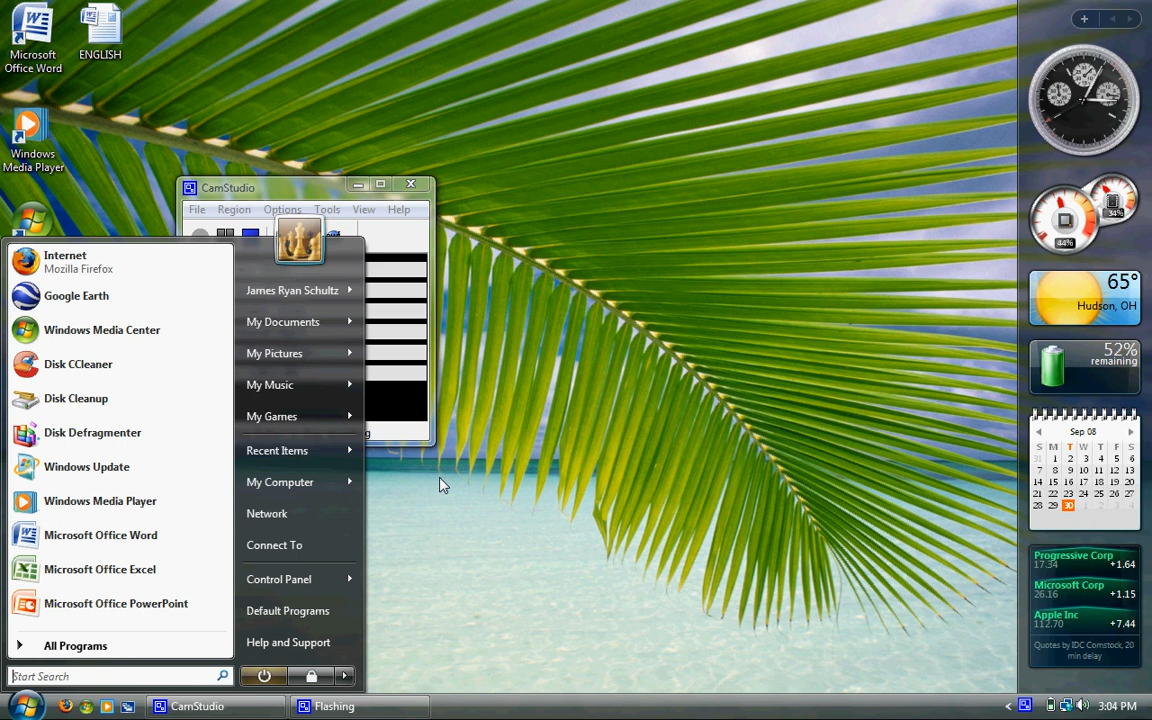 Microsoft
Office Word
ENGLISH
Windows
Media Player
CamStudio
File Region Options Tools View Help
Internet
Mozilla Firefox
Google Earth
Windows Media Center
Disk CCleaner
Disk Cleanup
Disk Defragmenter
Windows Update
Windows Media Player
Microsoft Office Word
Microsoft Office Excel
Microsoft Office PowerPoint
All Programs
Start Search
James Ryan Schultz
My Documents
My Pictures
My Music
My Games
Recent Items
My Computer
Network
Connect To
Control Panel
Default Programs
Help and Support
34%
44%
65°
Hudson, OH
52%
remaining
Sep 08
S M T W T F S
31 1 2 3 4 5 6
7 8 9 10 11 12 13
14 15 16 17 18 19 20
21 22 23 24 25 26 27
28 29 30 1 2 3 4
Progressive Corp
17.34 +1.64
Microsoft Corp
26.16 +1.15
Apple Inc
112.70 +7.44
Quotes by IDC Comstock, 20
min delay
CamStudio
Flashing
3:04 PM